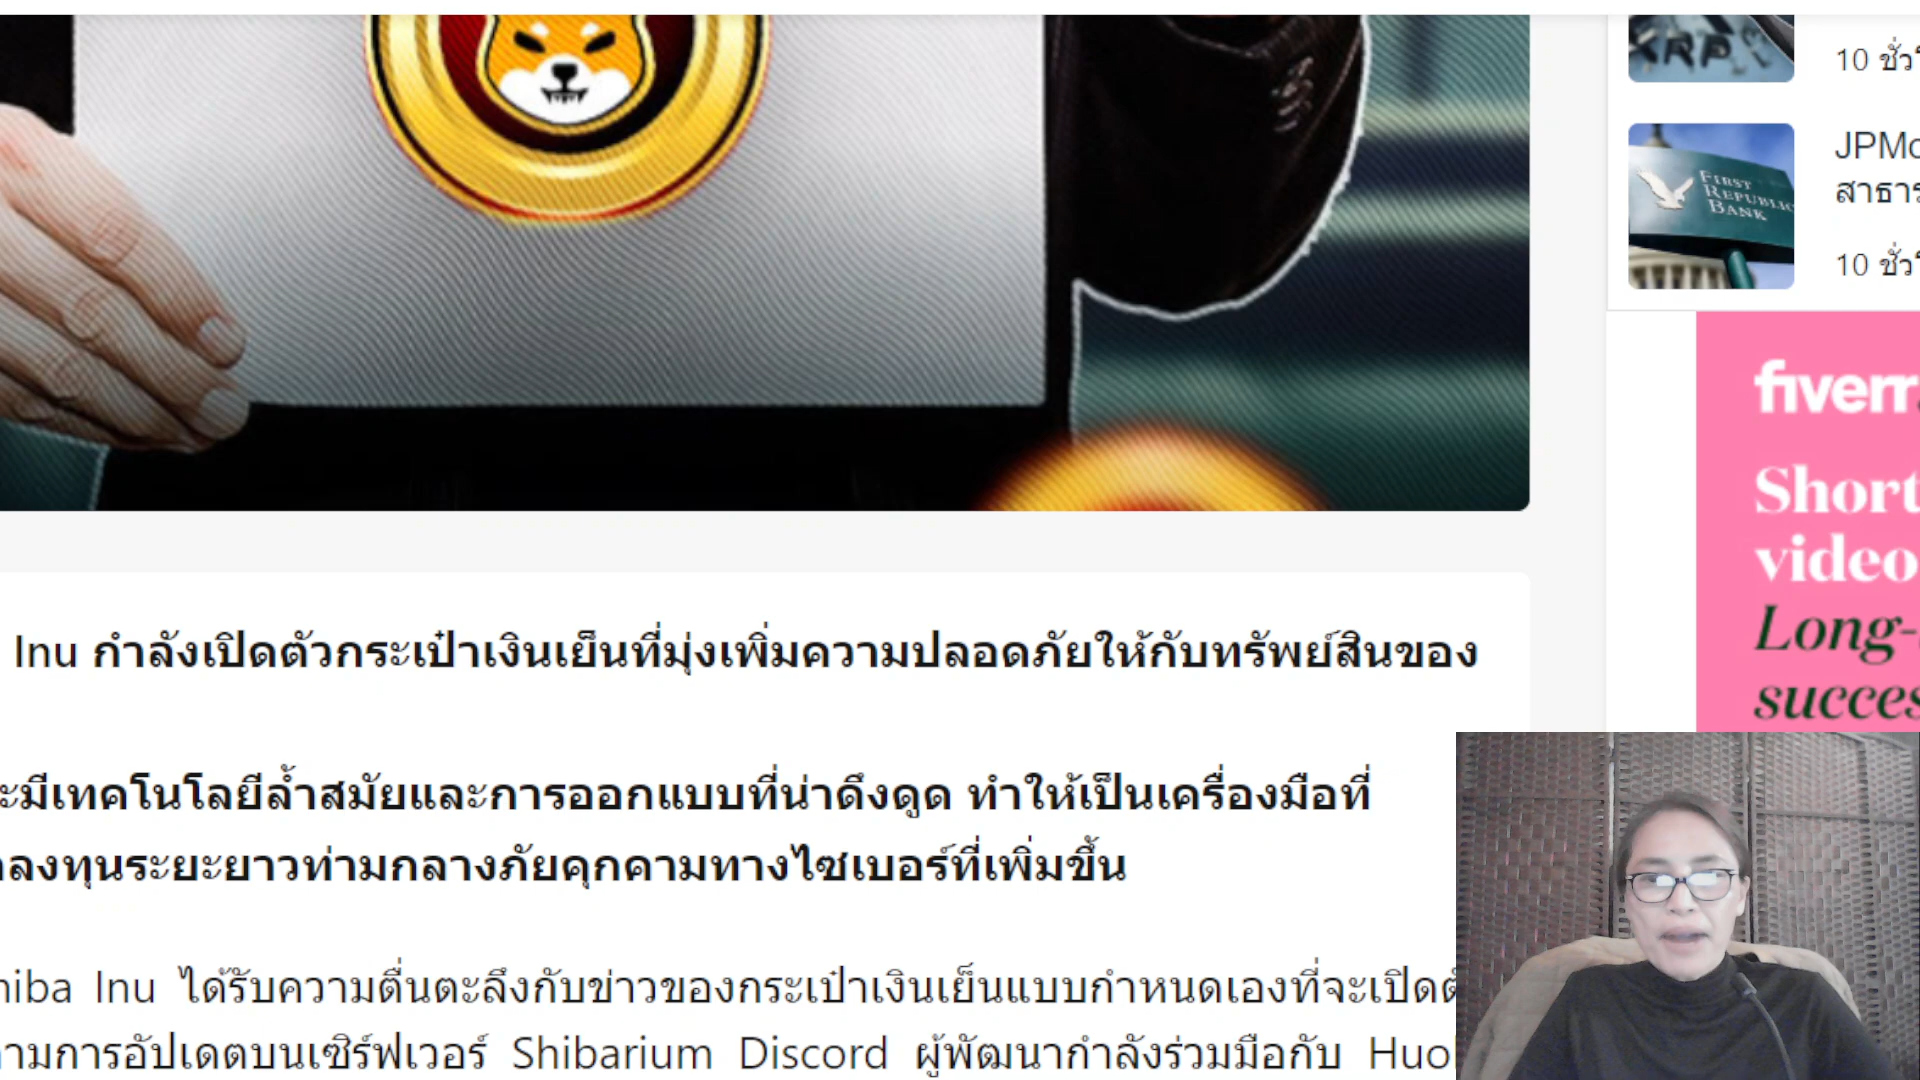 Inu กำลังเปิดตัวกระเป๋าเงินเย็นที่มุ่งเพิ่มความปลอดภัยให้กับทรัพย์สินของ
มีเทคโนโลยีล้ำสมัยและการออกแบบที่น่าดึงดูด ทำให้เป็นเครื่องมือที่
ลงทุนระยะยาวท่ามกลางภัยคุกคามทางไซเบอร์ที่เพิ่มขึ้น
Inu ได้รับความตื่นตะลึงกับข่าวของกระเป๋าเงินเย็นแบบกำหนดเองที่จะเปิด
ตามการอัปเดตบนเซิร์ฟเวอร์ Shibarium Discord ผู้พัฒนากำลังร่วมมือกับ
XRP
10
JPMo
สาธาร
FIRST
REPUBLIC
BANK
10
fiverr.
Short
video
Long-
succes